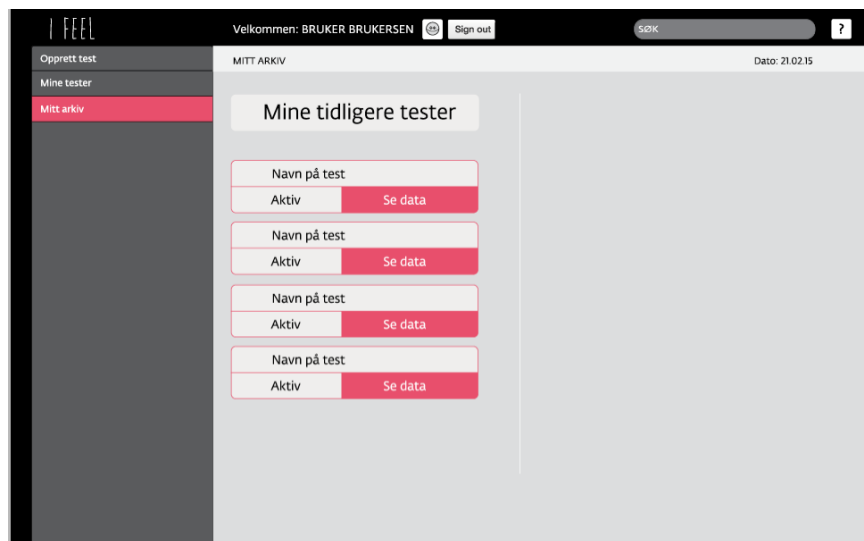 I FEEL
Velkommen: BRUKER BRUKERSEN Sign out SØK ?
Opprett test
Mine tester
Mitt arkiv
MITT ARKIV Dato: 21.02.15
Mine tidligere tester
Navn på test
Aktiv Se data
Navn på test
Aktiv Se data
Navn på test
Aktiv Se data
Navn på test
Aktiv Se data